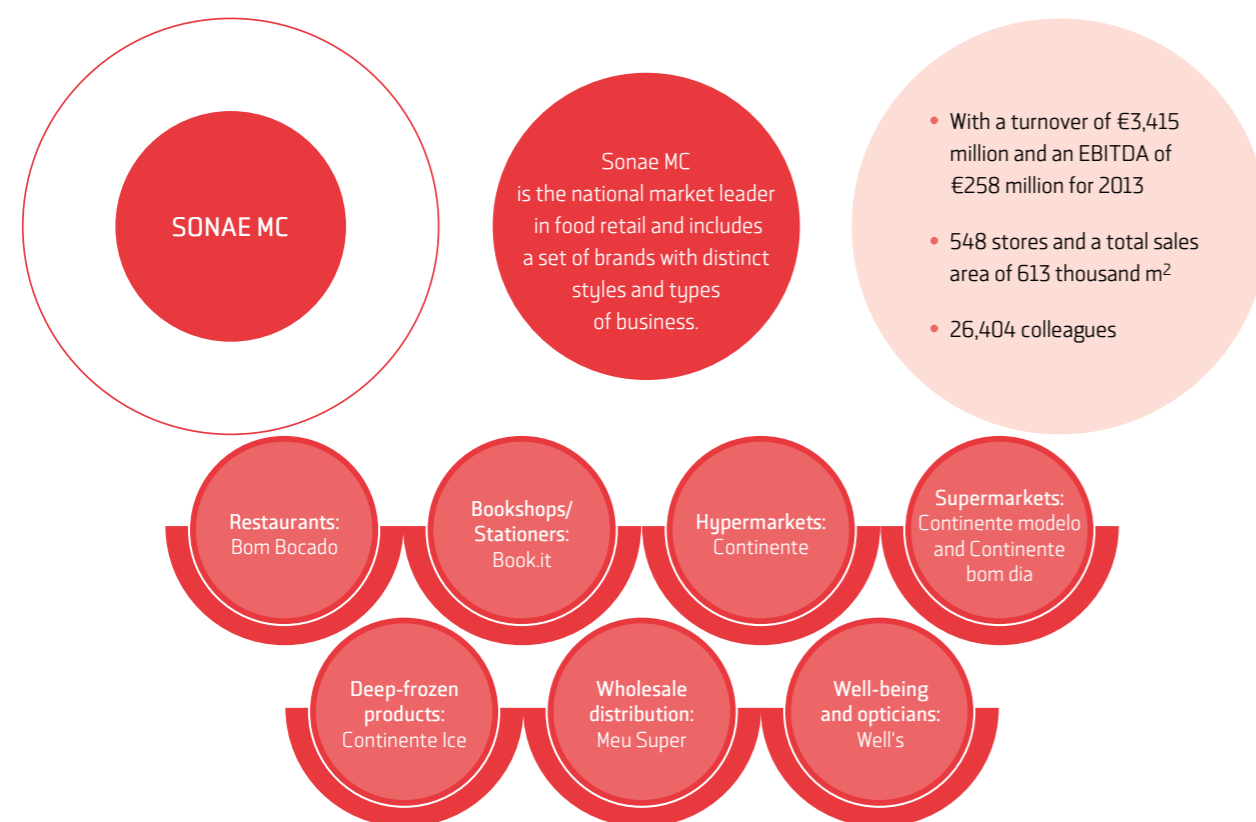 SONAE MC
Sonae MC
is the national market leader
in food retail and includes
a set of brands with distinct
styles and types
of business.
• With a turnover of €3,415
million and an EBITDA of
€258 million for 2013
• 548 stores and a total sales
area of 613 thousand m²
• 26,404 colleagues
Restaurants:
Bom Bocado
Bookshops/
Stationers:
Book.it
Hypermarkets:
Continente
Supermarkets:
Continente modelo
and Continente
bom dia
Deep-frozen
products:
Continente Ice
Wholesale
distribution:
Meu Super
Well-being
and opticians:
Well's